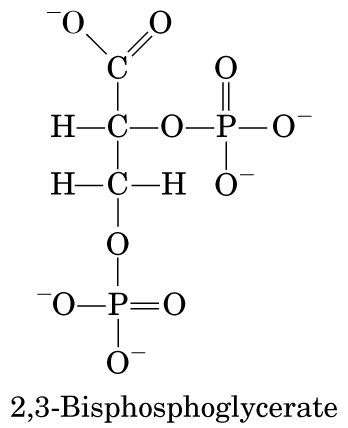 ⁻O O
C O
H—C—O—P—O⁻
H—C—H O⁻
O
⁻O—P=O
O⁻
2,3-Bisphosphoglycerate